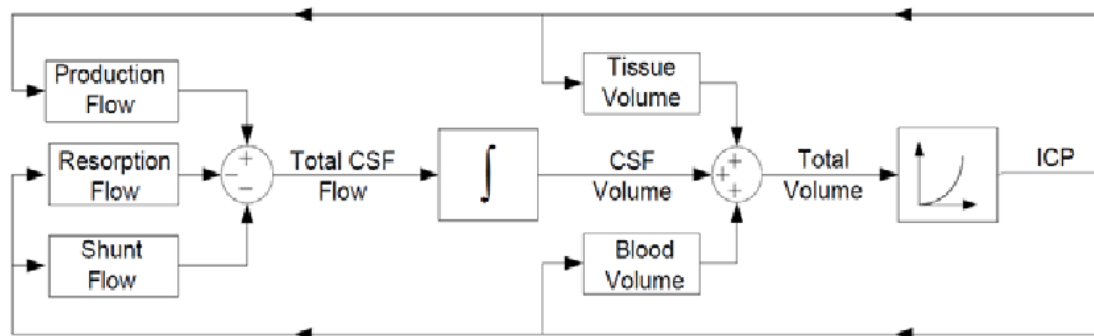 Production
Flow
Tissue
Volume
Resorption
Flow
+
−
−
Total CSF
Flow
∫
CSF
Volume
+
+
+
Total
Volume
ICP
Shunt
Flow
Blood
Volume